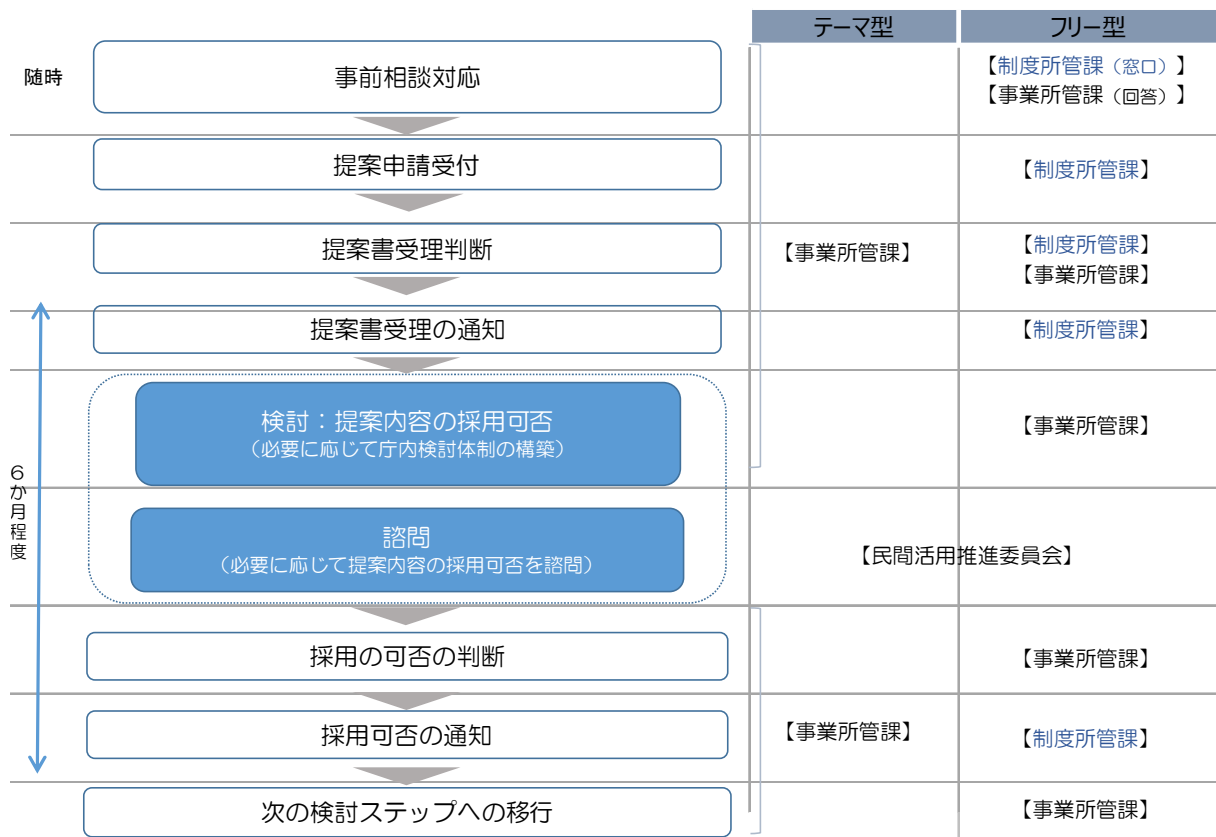 テーマ型
フリー型
随時
事前相談対応
【制度所管課（窓口）】
【事業所管課（回答）】
提案申請受付
【制度所管課】
提案書受理判断
【事業所管課】
【制度所管課】
【事業所管課】
提案書受理の通知
【制度所管課】
6か月程度
検討：提案内容の採用可否
（必要に応じて庁内検討体制の構築）
【事業所管課】
諮問
（必要に応じて提案内容の採用可否を諮問）
【民間活用推進委員会】
採用の可否の判断
【事業所管課】
採用可否の通知
【事業所管課】
【制度所管課】
次の検討ステップへの移行
【事業所管課】